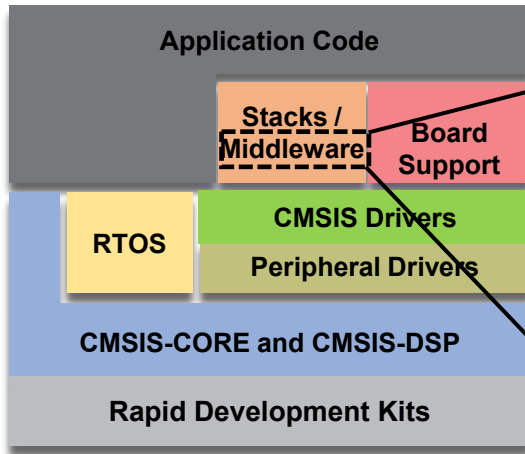 Application Code
Stacks /
Middleware
Board
Support
RTOS
CMSIS Drivers
Peripheral Drivers
CMSIS-CORE and CMSIS-DSP
Rapid Development Kits